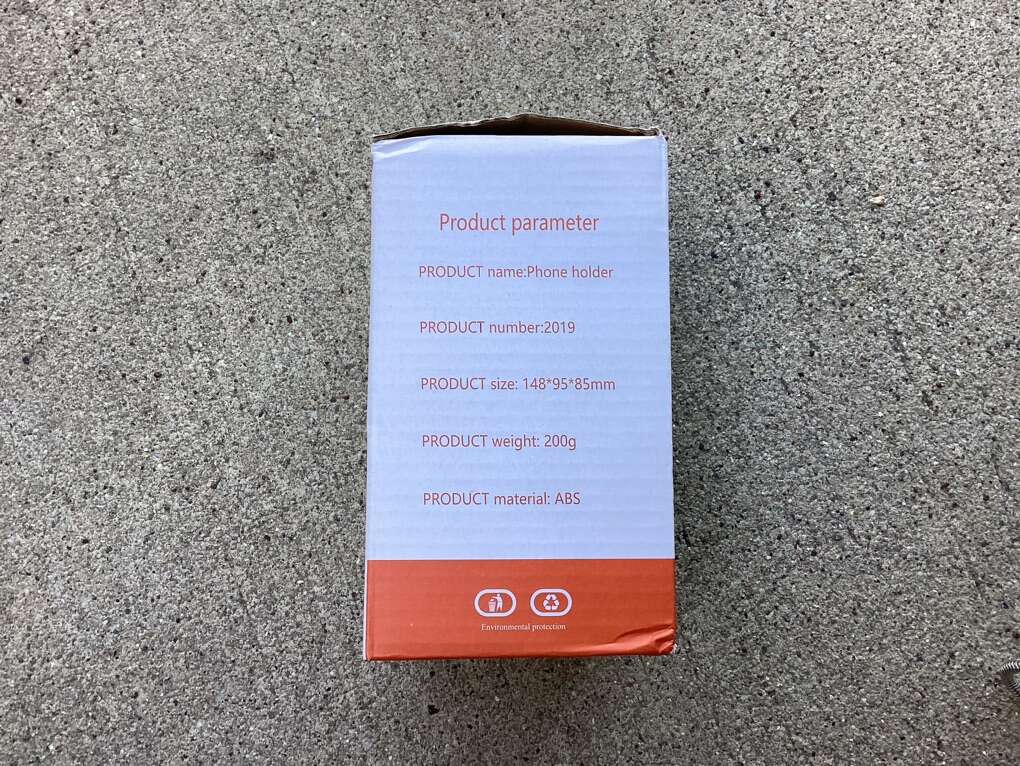 Product parameter
PRODUCT name:Phone holder
PRODUCT number:2019
PRODUCT size: 148*95*85mm
PRODUCT weight: 200g
PRODUCT material: ABS
Environmental protection